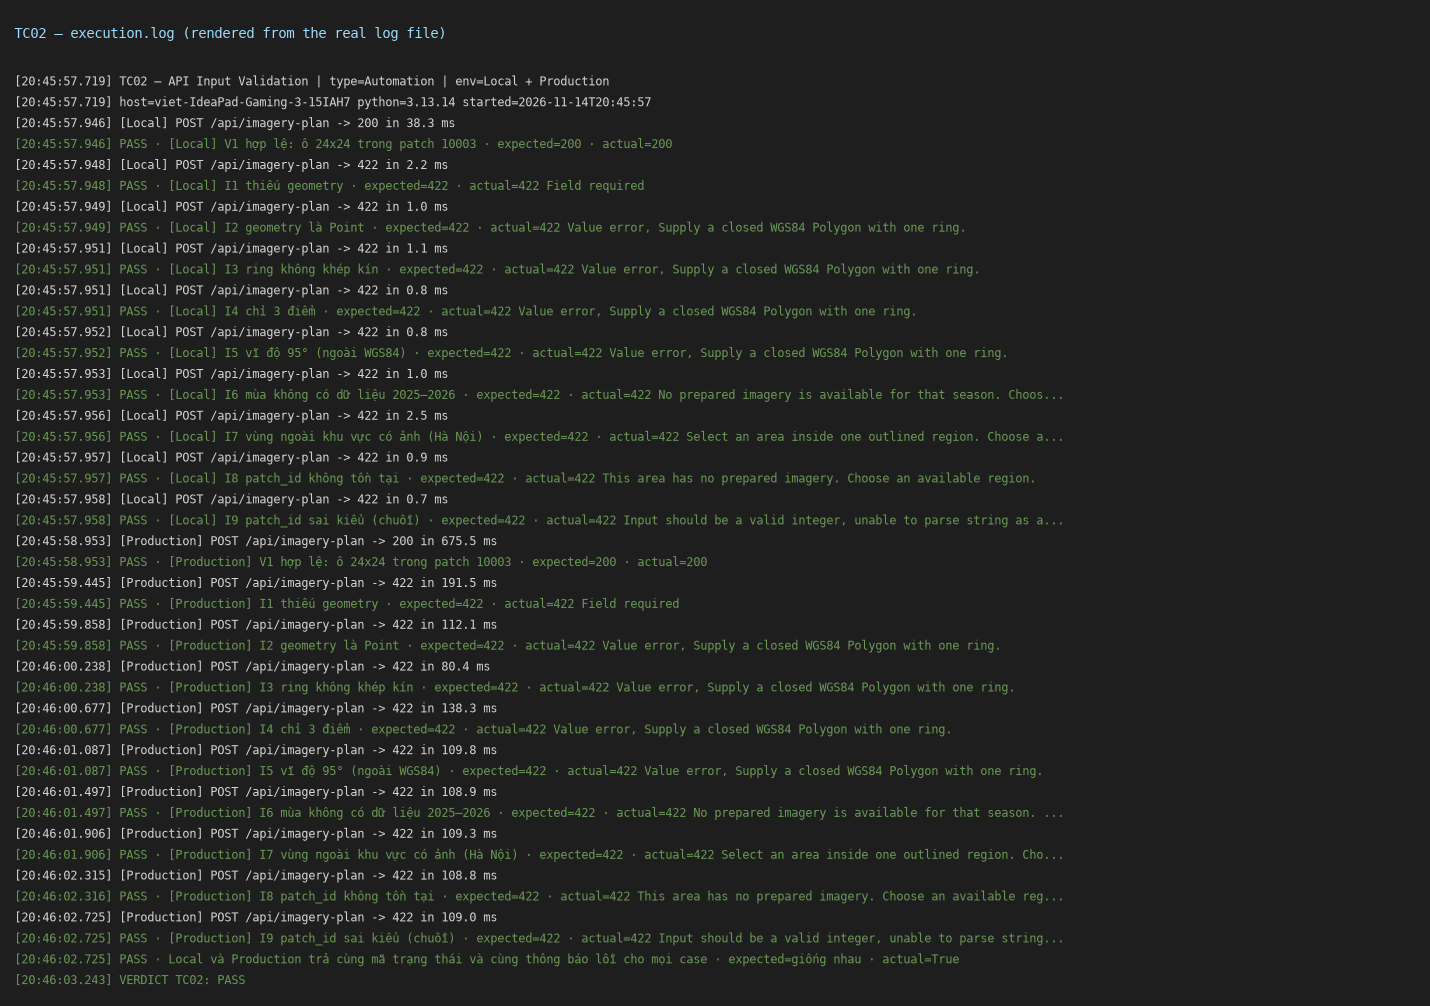 TC02 — execution.log (rendered from the real log file)
[20:45:57.719] TC02 — API Input Validation | type=Automation | env=Local + Production
[20:45:57.719] host=viet-IdeaPad-Gaming-3-15IAH7 python=3.13.14 started=2026-11-14T20:45:57
[20:45:57.946] [Local] POST /api/imagery-plan -> 200 in 38.3 ms
[20:45:57.946] PASS · [Local] V1 hợp lệ: ô 24x24 trong patch 10003 · expected=200 · actual=200
[20:45:57.948] [Local] POST /api/imagery-plan -> 422 in 2.2 ms
[20:45:57.948] PASS · [Local] I1 thiếu geometry · expected=422 · actual=422 Field required
[20:45:57.949] [Local] POST /api/imagery-plan -> 422 in 1.0 ms
[20:45:57.949] PASS · [Local] I2 geometry là Point · expected=422 · actual=422 Value error, Supply a closed WGS84 Polygon with one ring.
[20:45:57.951] [Local] POST /api/imagery-plan -> 422 in 1.1 ms
[20:45:57.951] PASS · [Local] I3 ring không khép kín · expected=422 · actual=422 Value error, Supply a closed WGS84 Polygon with one ring.
[20:45:57.951] [Local] POST /api/imagery-plan -> 422 in 0.8 ms
[20:45:57.951] PASS · [Local] I4 chỉ 3 điểm · expected=422 · actual=422 Value error, Supply a closed WGS84 Polygon with one ring.
[20:45:57.952] [Local] POST /api/imagery-plan -> 422 in 0.8 ms
[20:45:57.952] PASS · [Local] I5 vĩ độ 95° (ngoài WGS84) · expected=422 · actual=422 Value error, Supply a closed WGS84 Polygon with one ring.
[20:45:57.953] [Local] POST /api/imagery-plan -> 422 in 1.0 ms
[20:45:57.953] PASS · [Local] I6 mùa không có dữ liệu 2025–2026 · expected=422 · actual=422 No prepared imagery is available for that season. Choos...
[20:45:57.956] [Local] POST /api/imagery-plan -> 422 in 2.5 ms
[20:45:57.956] PASS · [Local] I7 vùng ngoài khu vực có ảnh (Hà Nội) · expected=422 · actual=422 Select an area inside one outlined region. Choose a...
[20:45:57.957] [Local] POST /api/imagery-plan -> 422 in 0.9 ms
[20:45:57.957] PASS · [Local] I8 patch_id không tồn tại · expected=422 · actual=422 This area has no prepared imagery. Choose an available region.
[20:45:57.958] [Local] POST /api/imagery-plan -> 422 in 0.7 ms
[20:45:57.958] PASS · [Local] I9 patch_id sai kiểu (chuỗi) · expected=422 · actual=422 Input should be a valid integer, unable to parse string as a...
[20:45:58.953] [Production] POST /api/imagery-plan -> 200 in 675.5 ms
[20:45:58.953] PASS · [Production] V1 hợp lệ: ô 24x24 trong patch 10003 · expected=200 · actual=200
[20:45:59.445] [Production] POST /api/imagery-plan -> 422 in 191.5 ms
[20:45:59.445] PASS · [Production] I1 thiếu geometry · expected=422 · actual=422 Field required
[20:45:59.858] [Production] POST /api/imagery-plan -> 422 in 112.1 ms
[20:45:59.858] PASS · [Production] I2 geometry là Point · expected=422 · actual=422 Value error, Supply a closed WGS84 Polygon with one ring.
[20:46:00.238] [Production] POST /api/imagery-plan -> 422 in 80.4 ms
[20:46:00.238] PASS · [Production] I3 ring không khép kín · expected=422 · actual=422 Value error, Supply a closed WGS84 Polygon with one ring.
[20:46:00.677] [Production] POST /api/imagery-plan -> 422 in 138.3 ms
[20:46:00.677] PASS · [Production] I4 chỉ 3 điểm · expected=422 · actual=422 Value error, Supply a closed WGS84 Polygon with one ring.
[20:46:01.087] [Production] POST /api/imagery-plan -> 422 in 109.8 ms
[20:46:01.087] PASS · [Production] I5 vĩ độ 95° (ngoài WGS84) · expected=422 · actual=422 Value error, Supply a closed WGS84 Polygon with one ring.
[20:46:01.497] [Production] POST /api/imagery-plan -> 422 in 108.9 ms
[20:46:01.497] PASS · [Production] I6 mùa không có dữ liệu 2025–2026 · expected=422 · actual=422 No prepared imagery is available for that season. ...
[20:46:01.906] [Production] POST /api/imagery-plan -> 422 in 109.3 ms
[20:46:01.906] PASS · [Production] I7 vùng ngoài khu vực có ảnh (Hà Nội) · expected=422 · actual=422 Select an area inside one outlined region. Cho...
[20:46:02.315] [Production] POST /api/imagery-plan -> 422 in 108.8 ms
[20:46:02.316] PASS · [Production] I8 patch_id không tồn tại · expected=422 · actual=422 This area has no prepared imagery. Choose an available reg...
[20:46:02.725] [Production] POST /api/imagery-plan -> 422 in 109.0 ms
[20:46:02.725] PASS · [Production] I9 patch_id sai kiểu (chuỗi) · expected=422 · actual=422 Input should be a valid integer, unable to parse string...
[20:46:02.725] PASS · Local và Production trả cùng mã trạng thái và cùng thông báo lỗi cho mọi case · expected=giống nhau · actual=True
[20:46:03.243] VERDICT TC02: PASS